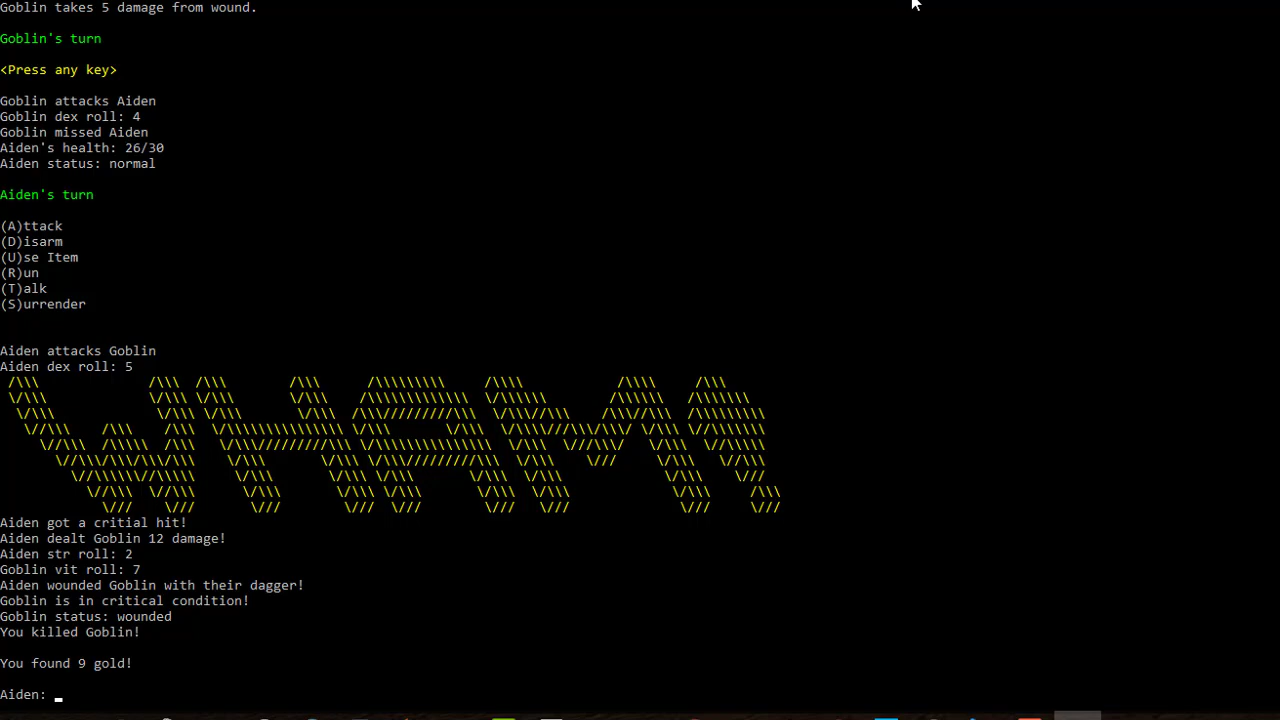 Goblin takes 5 damage from wound.
Goblin's turn
<Press any key>
Goblin attacks Aiden
Goblin dex roll: 4
Goblin missed Aiden
Aiden's health: 26/30
Aiden status: normal
Aiden's turn
(A)ttack
(D)isarm
(U)se Item
(R)un
(T)alk
(S)urrender
Aiden attacks Goblin
Aiden dex roll: 5
WHAM!
Aiden got a critial hit!
Aiden dealt Goblin 12 damage!
Aiden str roll: 2
Goblin vit roll: 7
Aiden wounded Goblin with their dagger!
Goblin is in critical condition!
Goblin status: wounded
You killed Goblin!
You found 9 gold!
Aiden: